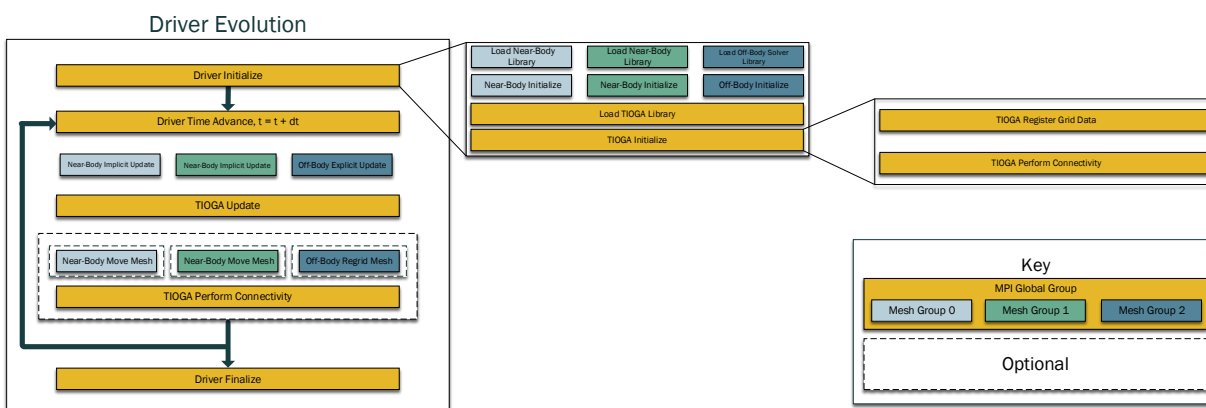 Driver Evolution
Driver Initialize
Driver Time Advance, t = t + dt
Near-Body Implicit Update
Near-Body Implicit Update
Off-Body Explicit Update
TIOGA Update
Near-Body Move Mesh
Near-Body Move Mesh
Off-Body Regrid Mesh
TIOGA Perform Connectivity
Driver Finalize
Load Near-Body
Library
Load Near-Body
Library
Load Off-Body Solver
Library
Near-Body Initialize
Near-Body Initialize
Off-Body Initialize
Load TIOGA Library
TIOGA Initialize
TIOGA Register Grid Data
TIOGA Perform Connectivity
Key
MPI Global Group
Mesh Group 0
Mesh Group 1
Mesh Group 2
Optional